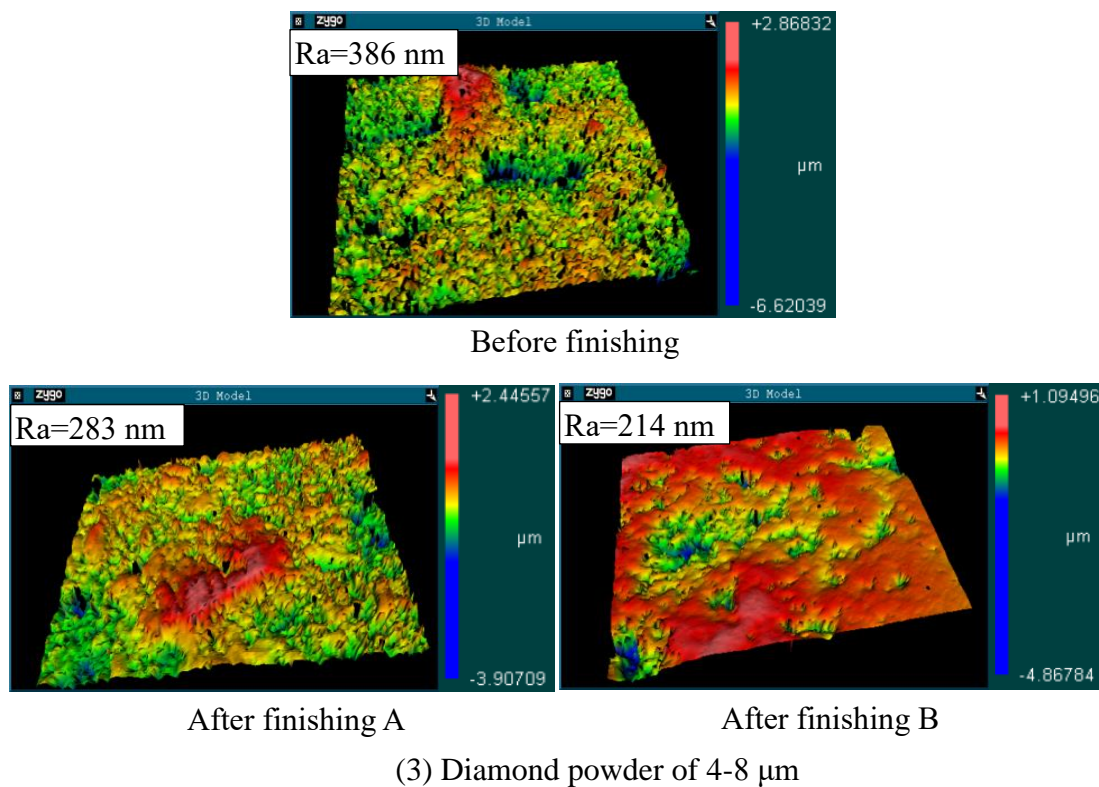 zygo 3D Model
Ra=386 nm
+2.86832
μm
-6.62039
Before finishing
zygo 3D Model
Ra=283 nm
+2.44557
μm
-3.90709
After finishing A
zygo 3D Model
Ra=214 nm
+1.09496
μm
-4.86784
After finishing B
(3) Diamond powder of 4-8 μm